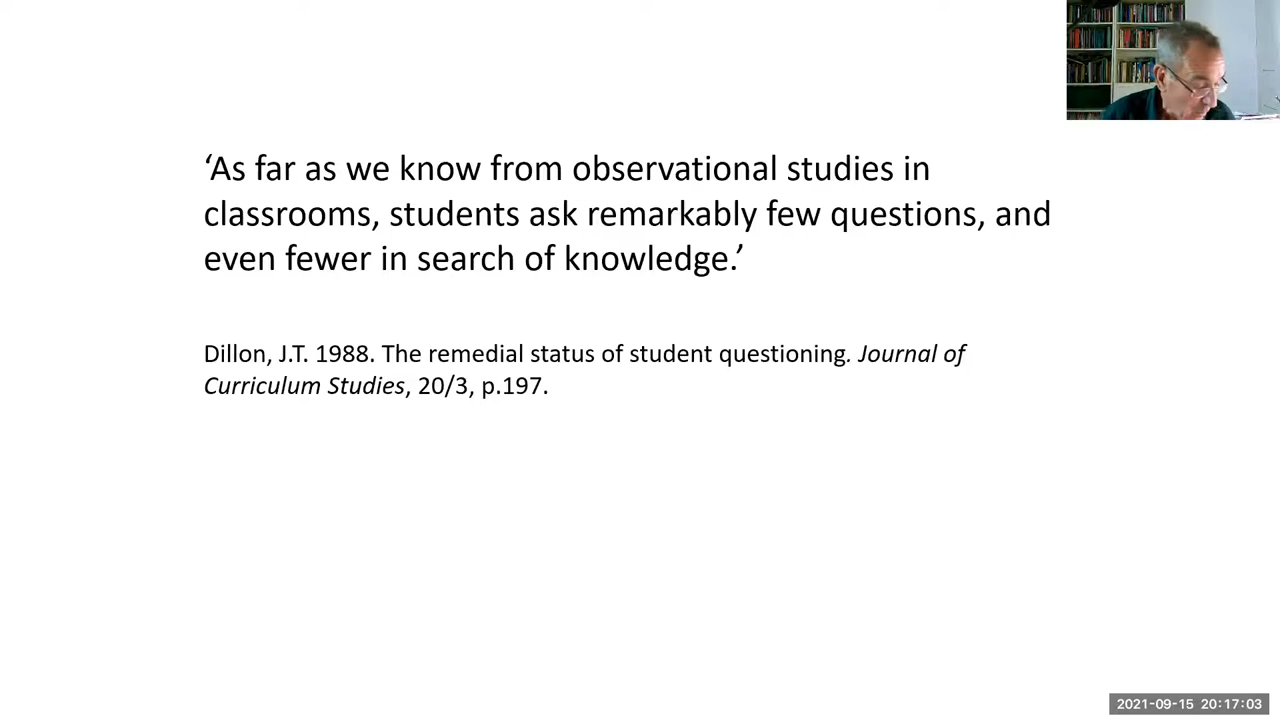 ‘As far as we know from observational studies in
classrooms, students ask remarkably few questions, and
even fewer in search of knowledge.’
Dillon, J.T. 1988. The remedial status of student questioning. Journal of
Curriculum Studies, 20/3, p.197.
2021-09-15 20:17:03